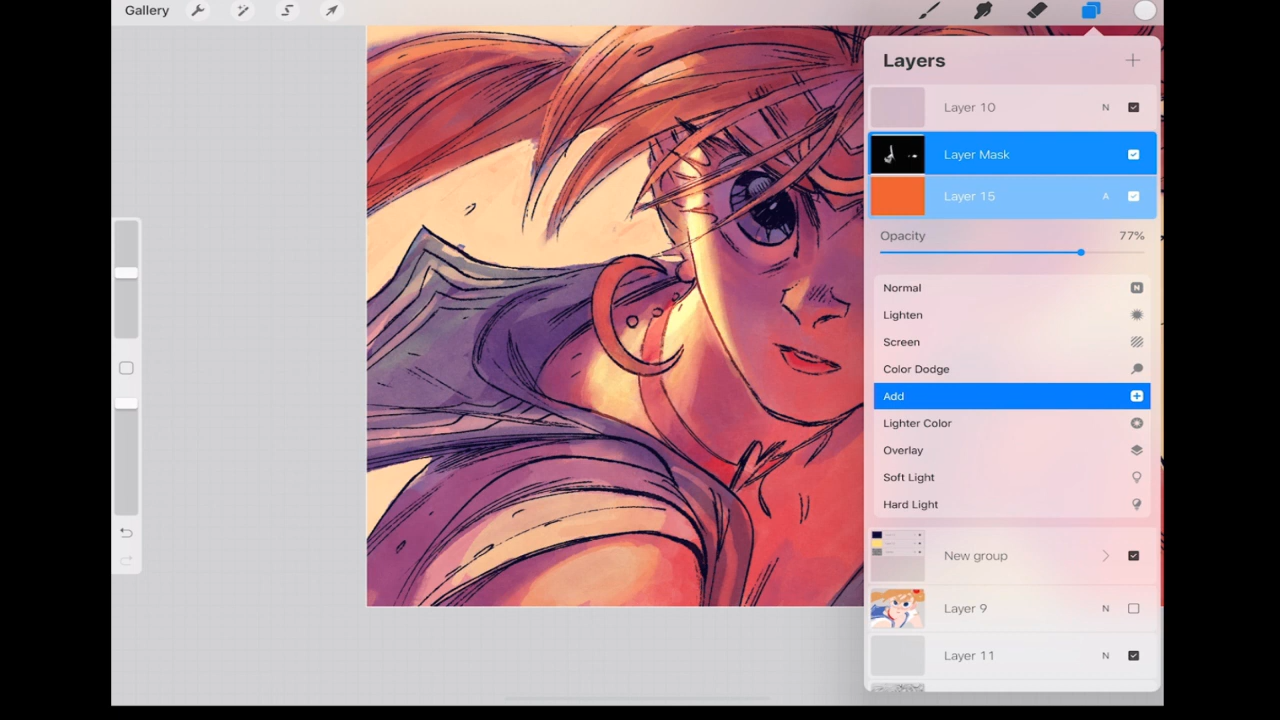 Gallery
Layers
Layer 10 N
Layer Mask
Layer 15 A
Opacity 77%
Normal N
Lighten
Screen
Color Dodge
Add
Lighter Color
Overlay
Soft Light
Hard Light
New group
Layer 9 N
Layer 11 N